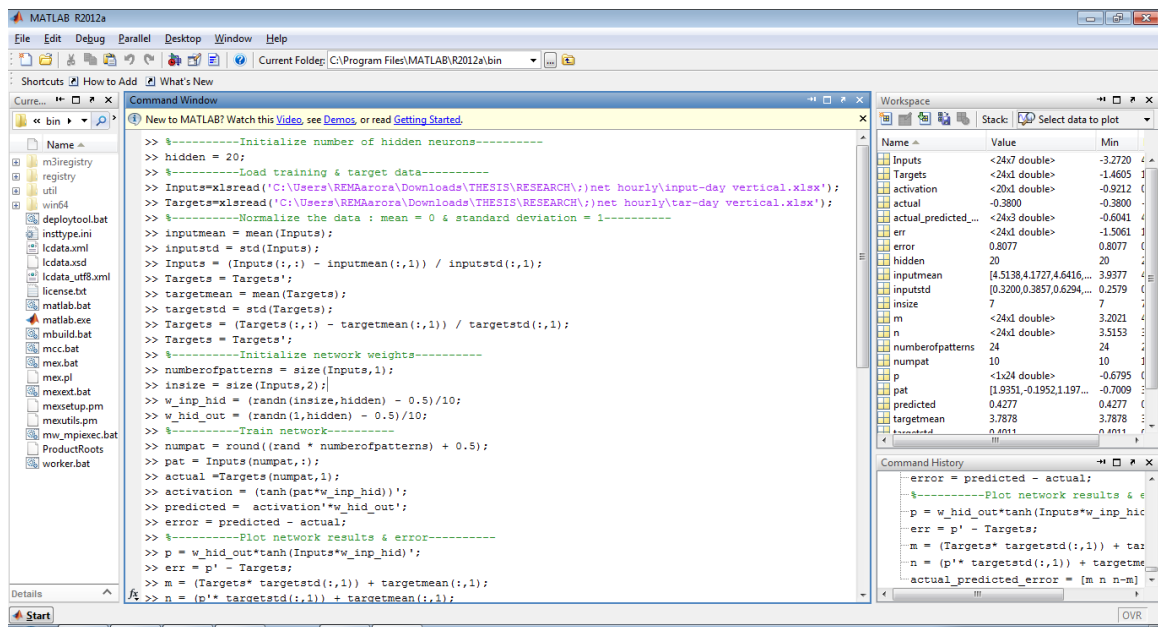 MATLAB R2012a
File Edit Debug Parallel Desktop Window Help
Current Folder: C:\Program Files\MATLAB\R2012a\bin
Shortcuts How to Add What's New
Curre...
« bin
Name
m3iregistry
registry
util
win64
deploytool.bat
insttype.ini
lcdata.xml
lcdata.xsd
lcdata_utf8.xml
license.txt
matlab.bat
matlab.exe
mbuild.bat
mcc.bat
mex.bat
mex.pl
mexext.bat
mexsetup.pm
mexutils.pm
mw_mpiexec.bat
ProductRoots
worker.bat
Details
Command Window
New to MATLAB? Watch this Video, see Demos, or read Getting Started.
>> %----------Initialize number of hidden neurons----------
>> hidden = 20;
>> %----------Load training & target data----------
>> Inputs=xlsread('C:\Users\REMAarora\Downloads\THESIS\RESEARCH\;)net hourly\input-day vertical.xlsx');
>> Targets=xlsread('C:\Users\REMAarora\Downloads\THESIS\RESEARCH\;)net hourly\tar-day vertical.xlsx');
>> %----------Normalize the data : mean = 0 & standard deviation = 1----------
>> inputmean = mean(Inputs);
>> inputstd = std(Inputs);
>> Inputs = (Inputs(:,:) - inputmean(:,1)) / inputstd(:,1);
>> Targets = Targets';
>> targetmean = mean(Targets);
>> targetstd = std(Targets);
>> Targets = (Targets(:,:) - targetmean(:,1)) / targetstd(:,1);
>> Targets = Targets';
>> %----------Initialize network weights----------
>> numberofpatterns = size(Inputs,1);
>> insize = size(Inputs,2);
>> w_inp_hid = (randn(insize,hidden) - 0.5)/10;
>> w_hid_out = (randn(1,hidden) - 0.5)/10;
>> %----------Train network----------
>> numpat = round((rand * numberofpatterns) + 0.5);
>> pat = Inputs(numpat,:);
>> actual =Targets(numpat,1);
>> activation = (tanh(pat*w_inp_hid))';
>> predicted =  activation'*w_hid_out';
>> error = predicted - actual;
>> %----------Plot network results & error----------
>> p = w_hid_out*tanh(Inputs*w_inp_hid)';
>> err = p' - Targets;
>> m = (Targets* targetstd(:,1)) + targetmean(:,1);
fx >> n = (p'* targetstd(:,1)) + targetmean(:,1);
Workspace
Stack: Select data to plot
Name Value Min
Inputs <24x7 double> -3.2720
Targets <24x1 double> -1.4605
activation <20x1 double> -0.9212
actual -0.3800 -0.3800
actual_predicted_... <24x3 double> -0.6041
err <24x1 double> -1.5061
error 0.8077 0.8077
hidden 20 20
inputmean [4.5138,4.1727,4.6416,... 3.9377
inputstd [0.3200,0.3857,0.6294,... 0.2579
insize 7 7
m <24x1 double> 3.2021
n <24x1 double> 3.5153
numberofpatterns 24 24
numpat 10 10
p <1x24 double> -0.6795
pat [1.9351,-0.1952,1.197... -0.7009
predicted 0.4277 0.4277
targetmean 3.7878 3.7878
targetstd 0.4011 0.4011
Command History
error = predicted - actual;
%----------Plot network results & e
p = w_hid_out*tanh(Inputs*w_inp_hid
err = p' - Targets;
m = (Targets* targetstd(:,1)) + tar
n = (p'* targetstd(:,1)) + targetme
actual_predicted_error = [m n n-m]
Start
OVR